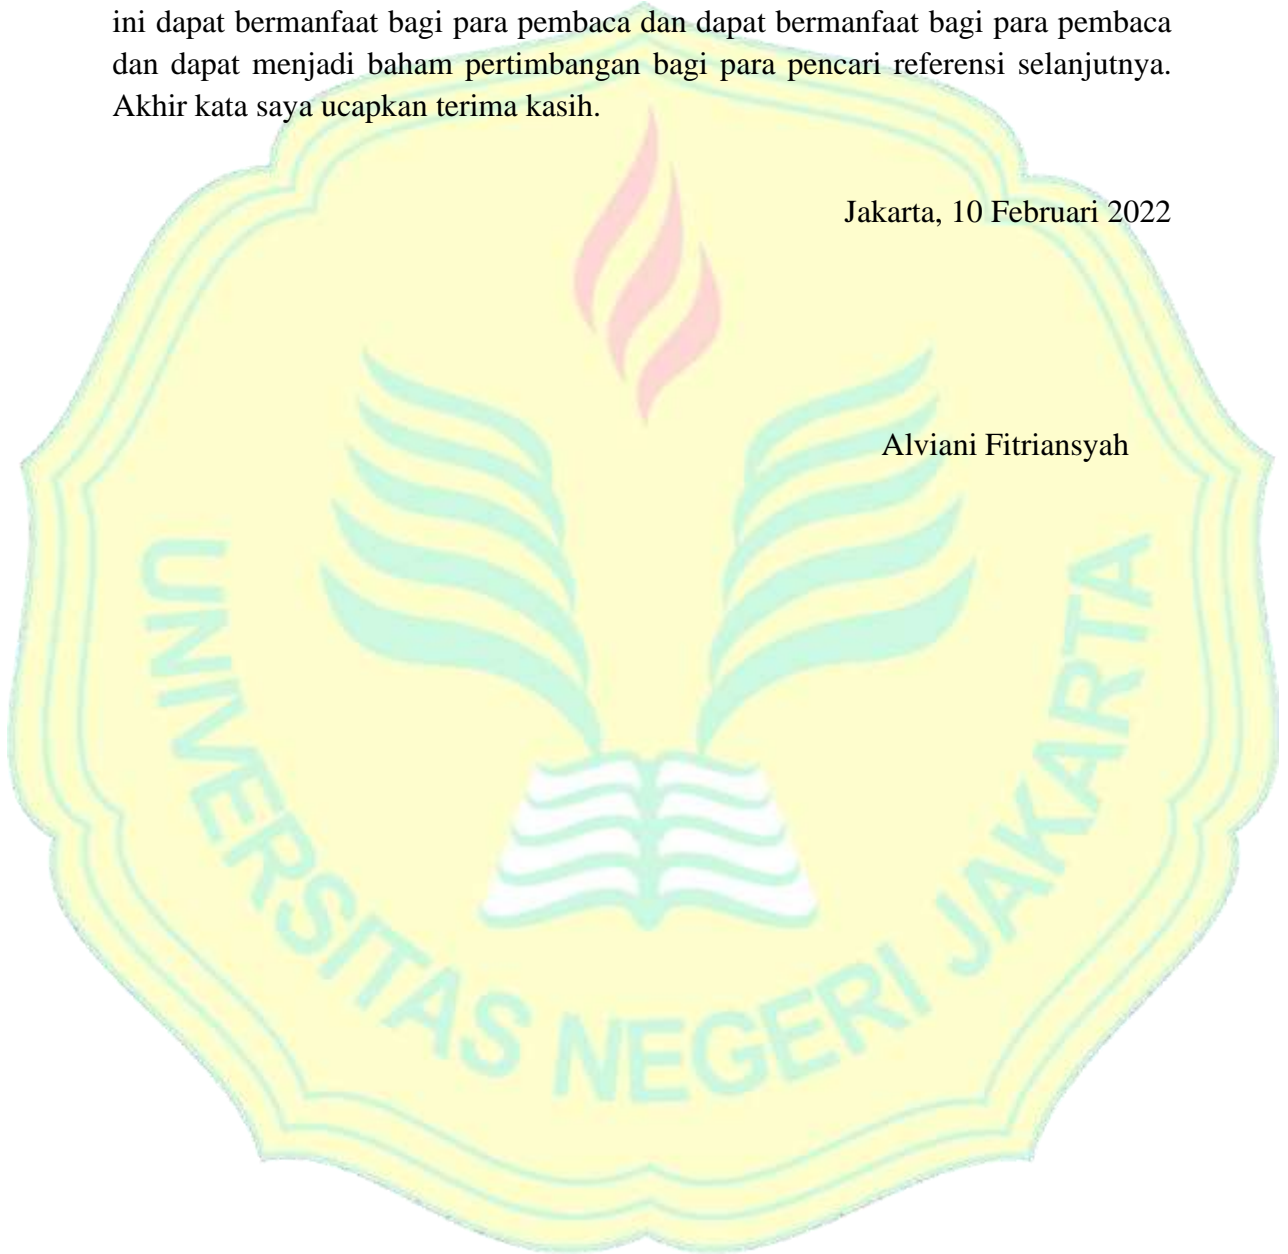 ini dapat bermanfaat bagi para pembaca dan dapat bermanfaat bagi para pembaca
dan dapat menjadi baham pertimbangan bagi para pencari referensi selanjutnya.
Akhir kata saya ucapkan terima kasih.
Jakarta, 10 Februari 2022
Alviani Fitriansyah
UNIVERSITAS NEGERI JAKARTA